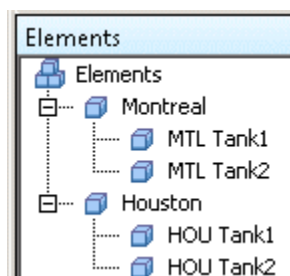 Elements
Elements
Montreal
MTL Tank1
MTL Tank2
Houston
HOU Tank1
HOU Tank2